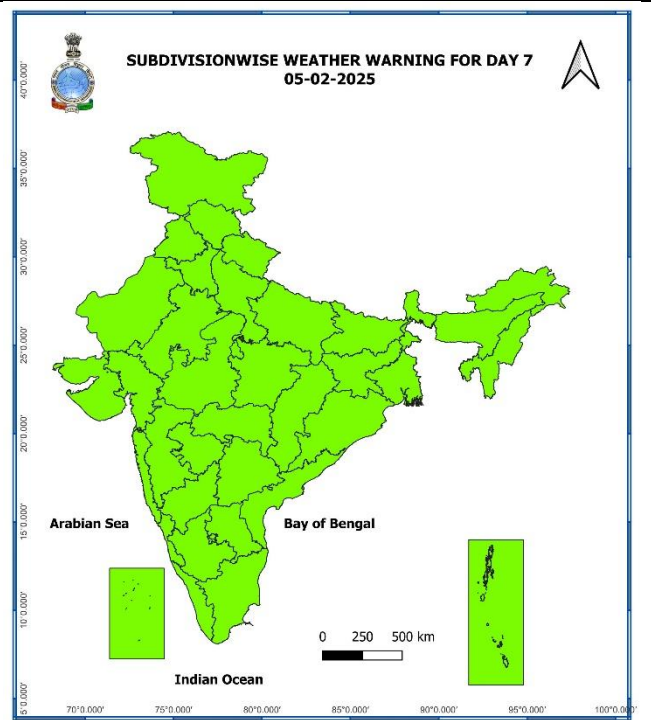 SUBDIVISIONWISE WEATHER WARNING FOR DAY 7
05-02-2025
40°0.000'
35°0.000'
30°0.000'
25°0.000'
20°0.000'
15°0.000'
10°0.000'
5°0.000'
Arabian Sea
Bay of Bengal
0 250 500 km
Indian Ocean
70°0.000' 75°0.000' 80°0.000' 85°0.000' 90°0.000' 95°0.000' 100°0.000'